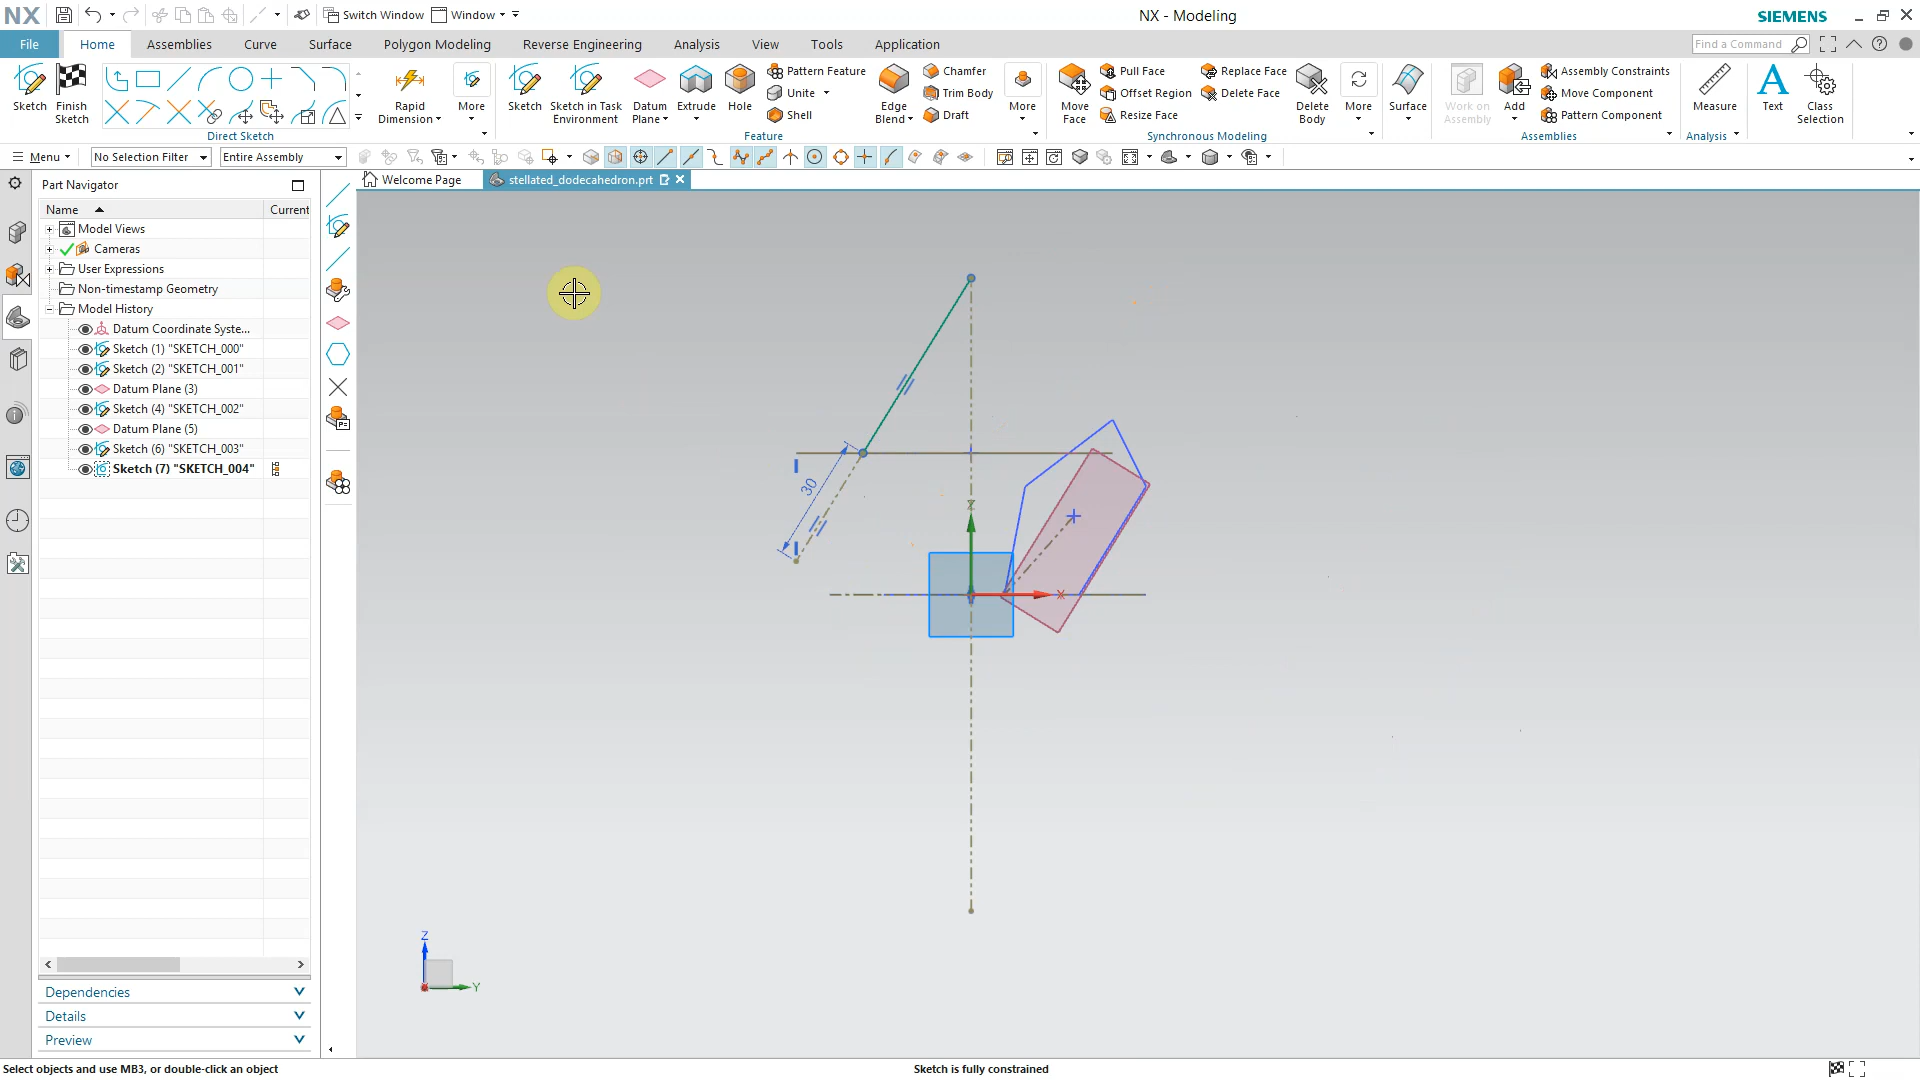 NX
Switch Window
Window
NX - Modeling
SIEMENS
File
Home
Assemblies
Curve
Surface
Polygon Modeling
Reverse Engineering
Analysis
View
Tools
Application
Find a Command
Sketch
Finish Sketch
Direct Sketch
Rapid Dimension
More
Sketch
Sketch in Task Environment
Datum Plane
Extrude
Hole
Pattern Feature
Unite
Shell
Edge Blend
Chamfer
Trim Body
Draft
More
Feature
Move Face
Pull Face
Offset Region
Resize Face
Replace Face
Delete Face
Delete Body
More
Synchronous Modeling
Surface
Work on Assembly
Add
Assembly Constraints
Move Component
Pattern Component
Assemblies
Measure
Analysis
Text
Class Selection
Menu
No Selection Filter
Entire Assembly
Part Navigator
Welcome Page
stellated_dodecahedron.prt
Name
Current
Model Views
Cameras
User Expressions
Non-timestamp Geometry
Model History
Datum Coordinate Syste...
Sketch (1) "SKETCH_000"
Sketch (2) "SKETCH_001"
Datum Plane (3)
Sketch (4) "SKETCH_002"
Datum Plane (5)
Sketch (6) "SKETCH_003"
Sketch (7) "SKETCH_004"
30
Z
X
Z
Y
Dependencies
Details
Preview
Select objects and use MB3, or double-click an object
Sketch is fully constrained